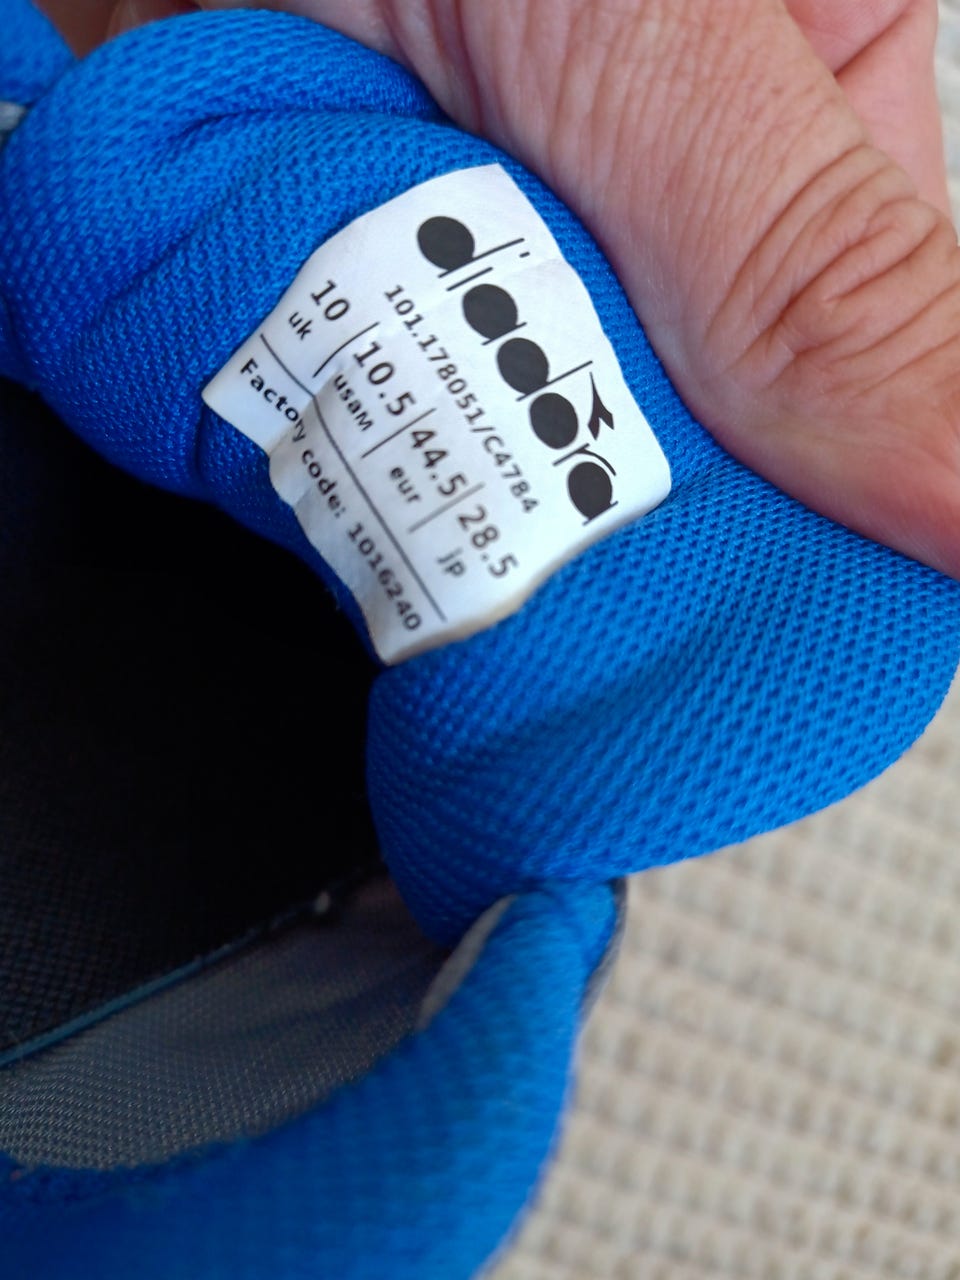 diadora
101.178051/C4784
10 | 10.5 | 44.5 | 28.5
uk | usaM | eur | jp
Factory code: 1016240